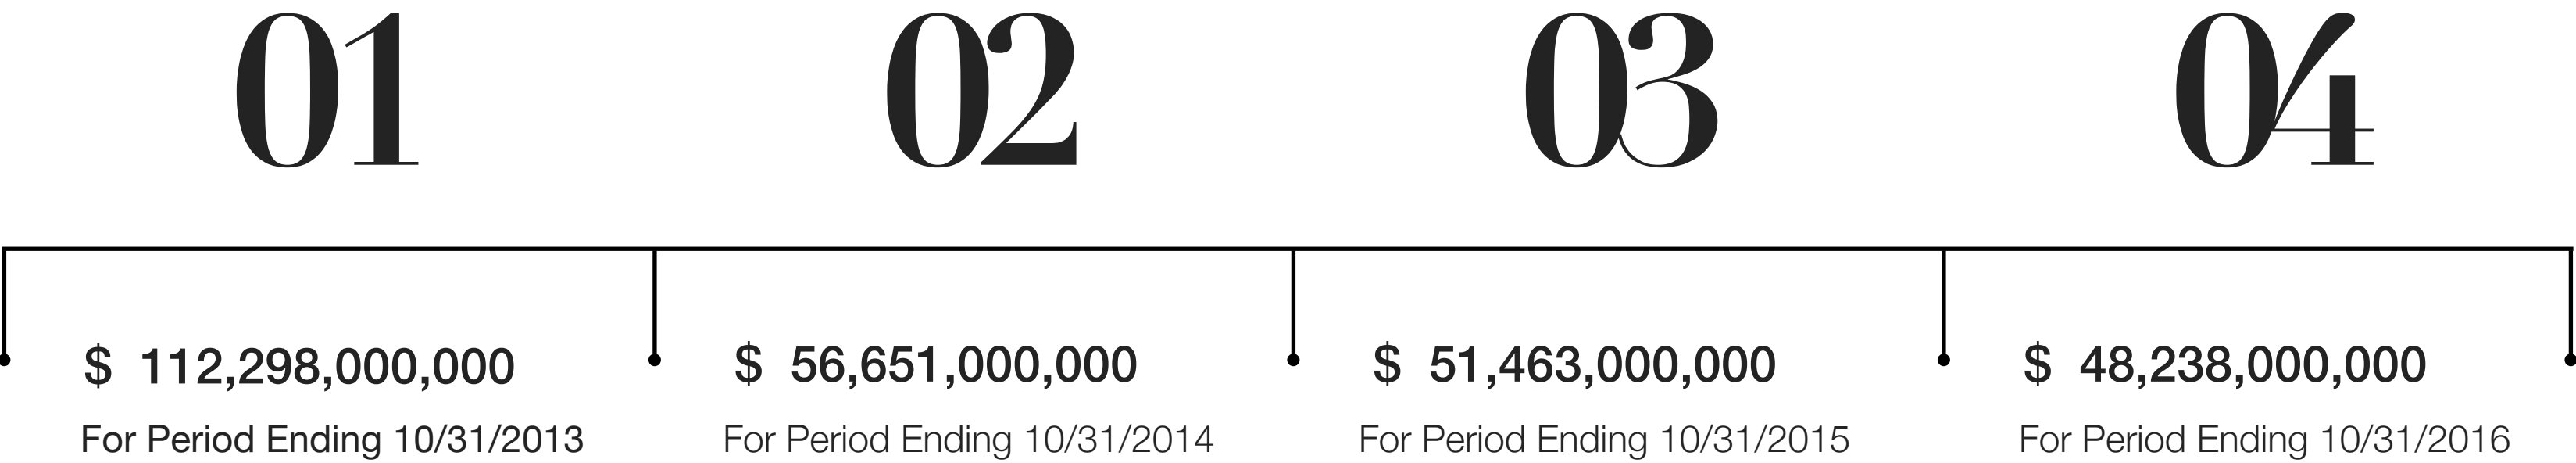 01
02
03
04
$ 112,298,000,000
For Period Ending 10/31/2013
$ 56,651,000,000
For Period Ending 10/31/2014
$ 51,463,000,000
For Period Ending 10/31/2015
$ 48,238,000,000
For Period Ending 10/31/2016